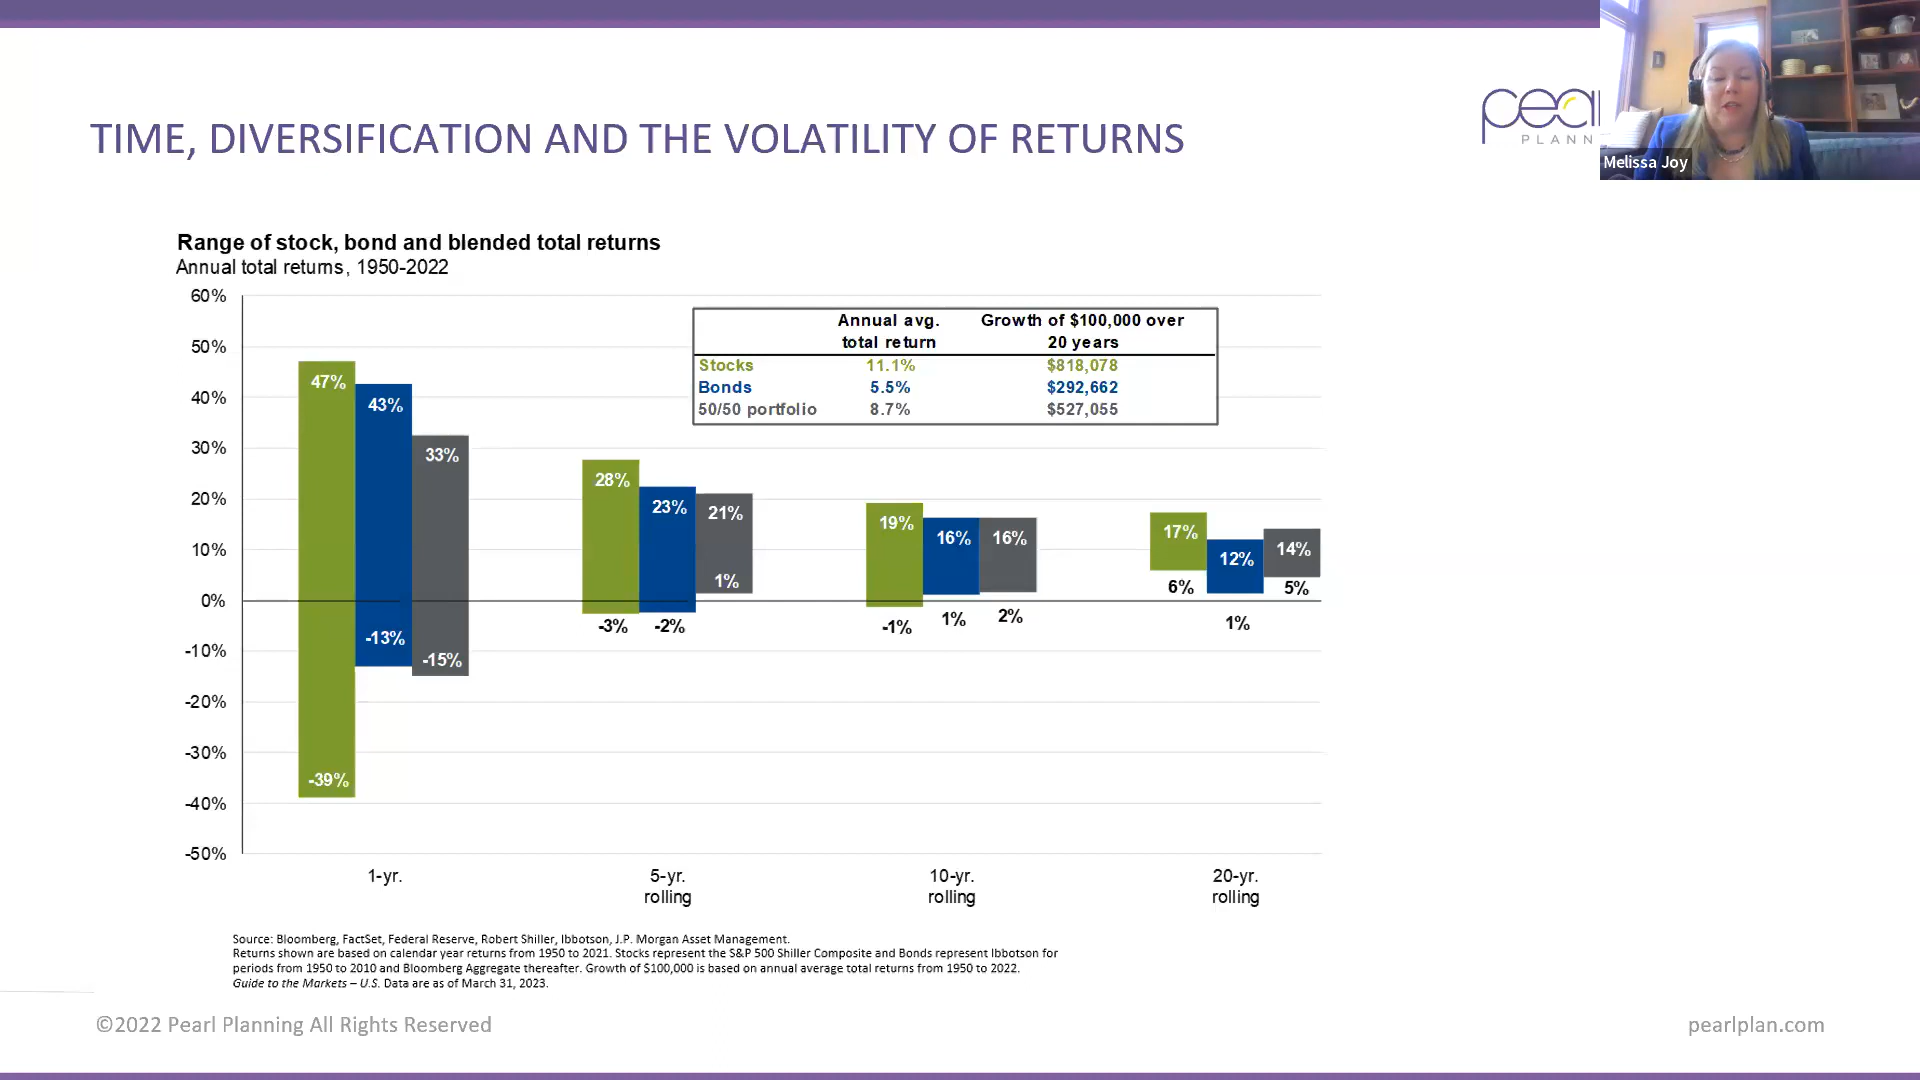 TIME, DIVERSIFICATION AND THE VOLATILITY OF RETURNS
pea
PLANN
Melissa Joy
Range of stock, bond and blended total returns
Annual total returns, 1950-2022
60%
50%
40%
30%
20%
10%
0%
-10%
-20%
-30%
-40%
-50%
Annual avg. Growth of $100,000 over
total return 20 years
Stocks 11.1% $818,078
Bonds 5.5% $292,662
50/50 portfolio 8.7% $527,055
47% 43% 33%
-39% -13% -15%
28% 23% 21%
-3% -2% 1%
19% 16% 16%
-1% 1% 2%
17% 12% 14%
6% 1% 5%
1-yr.
5-yr.
rolling
10-yr.
rolling
20-yr.
rolling
Source: Bloomberg, FactSet, Federal Reserve, Robert Shiller, Ibbotson, J.P. Morgan Asset Management.
Returns shown are based on calendar year returns from 1950 to 2021. Stocks represent the S&P 500 Shiller Composite and Bonds represent Ibbotson for
periods from 1950 to 2010 and Bloomberg Aggregate thereafter. Growth of $100,000 is based on annual average total returns from 1950 to 2022.
Guide to the Markets – U.S. Data are as of March 31, 2023.
©2022 Pearl Planning All Rights Reserved
pearlplan.com